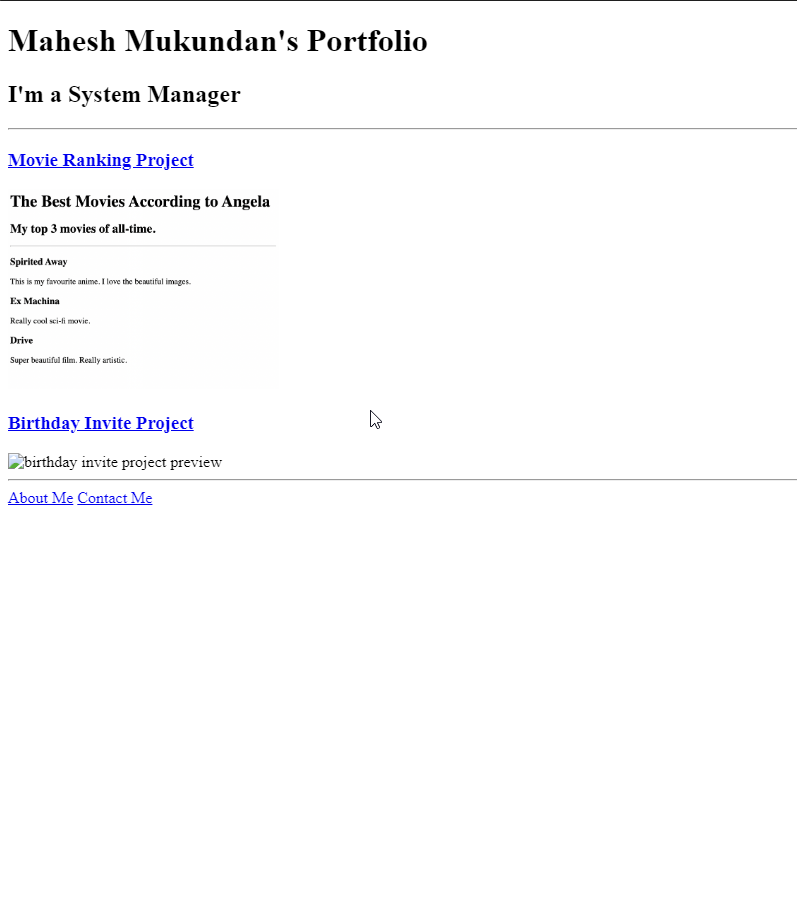 Mahesh Mukundan's Portfolio
I'm a System Manager
Movie Ranking Project
The Best Movies According to Angela
My top 3 movies of all-time.
Spirited Away
This is my favourite anime. I love the beautiful images.
Ex Machina
Really cool sci-fi movie.
Drive
Super beautiful film. Really artistic.
Birthday Invite Project
birthday invite project preview
About Me Contact Me